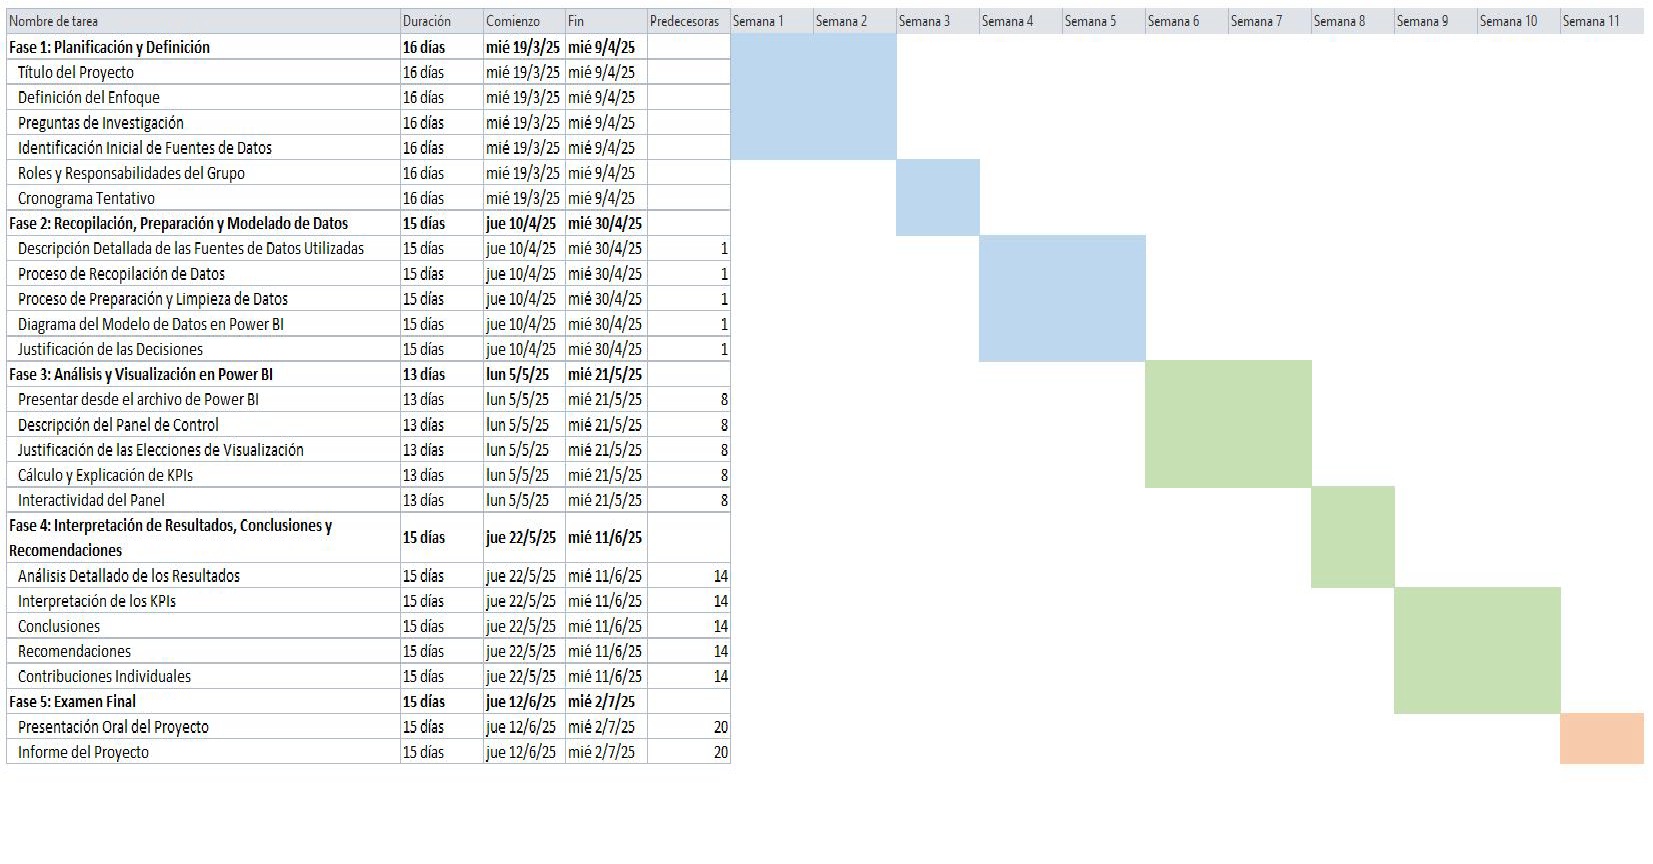 Nombre de tarea Duración Comienzo Fin Predecesoras Semana 1 Semana 2 Semana 3 Semana 4 Semana 5 Semana 6 Semana 7 Semana 8 Semana 9 Semana 10 Semana 11
Fase 1: Planificación y Definición 16 días mié 19/3/25 mié 9/4/25
Título del Proyecto 16 días mié 19/3/25 mié 9/4/25
Definición del Enfoque 16 días mié 19/3/25 mié 9/4/25
Preguntas de Investigación 16 días mié 19/3/25 mié 9/4/25
Identificación Inicial de Fuentes de Datos 16 días mié 19/3/25 mié 9/4/25
Roles y Responsabilidades del Grupo 16 días mié 19/3/25 mié 9/4/25
Cronograma Tentativo 16 días mié 19/3/25 mié 9/4/25
Fase 2: Recopilación, Preparación y Modelado de Datos 15 días jue 10/4/25 mié 30/4/25
Descripción Detallada de las Fuentes de Datos Utilizadas 15 días jue 10/4/25 mié 30/4/25 1
Proceso de Recopilación de Datos 15 días jue 10/4/25 mié 30/4/25 1
Proceso de Preparación y Limpieza de Datos 15 días jue 10/4/25 mié 30/4/25 1
Diagrama del Modelo de Datos en Power BI 15 días jue 10/4/25 mié 30/4/25 1
Justificación de las Decisiones 15 días jue 10/4/25 mié 30/4/25 1
Fase 3: Análisis y Visualización en Power BI 13 días lun 5/5/25 mié 21/5/25
Presentar desde el archivo de Power BI 13 días lun 5/5/25 mié 21/5/25 8
Descripción del Panel de Control 13 días lun 5/5/25 mié 21/5/25 8
Justificación de las Elecciones de Visualización 13 días lun 5/5/25 mié 21/5/25 8
Cálculo y Explicación de KPIs 13 días lun 5/5/25 mié 21/5/25 8
Interactividad del Panel 13 días lun 5/5/25 mié 21/5/25 8
Fase 4: Interpretación de Resultados, Conclusiones y
Recomendaciones 15 días jue 22/5/25 mié 11/6/25
Análisis Detallado de los Resultados 15 días jue 22/5/25 mié 11/6/25 14
Interpretación de los KPIs 15 días jue 22/5/25 mié 11/6/25 14
Conclusiones 15 días jue 22/5/25 mié 11/6/25 14
Recomendaciones 15 días jue 22/5/25 mié 11/6/25 14
Contribuciones Individuales 15 días jue 22/5/25 mié 11/6/25 14
Fase 5: Examen Final 15 días jue 12/6/25 mié 2/7/25
Presentación Oral del Proyecto 15 días jue 12/6/25 mié 2/7/25 20
Informe del Proyecto 15 días jue 12/6/25 mié 2/7/25 20